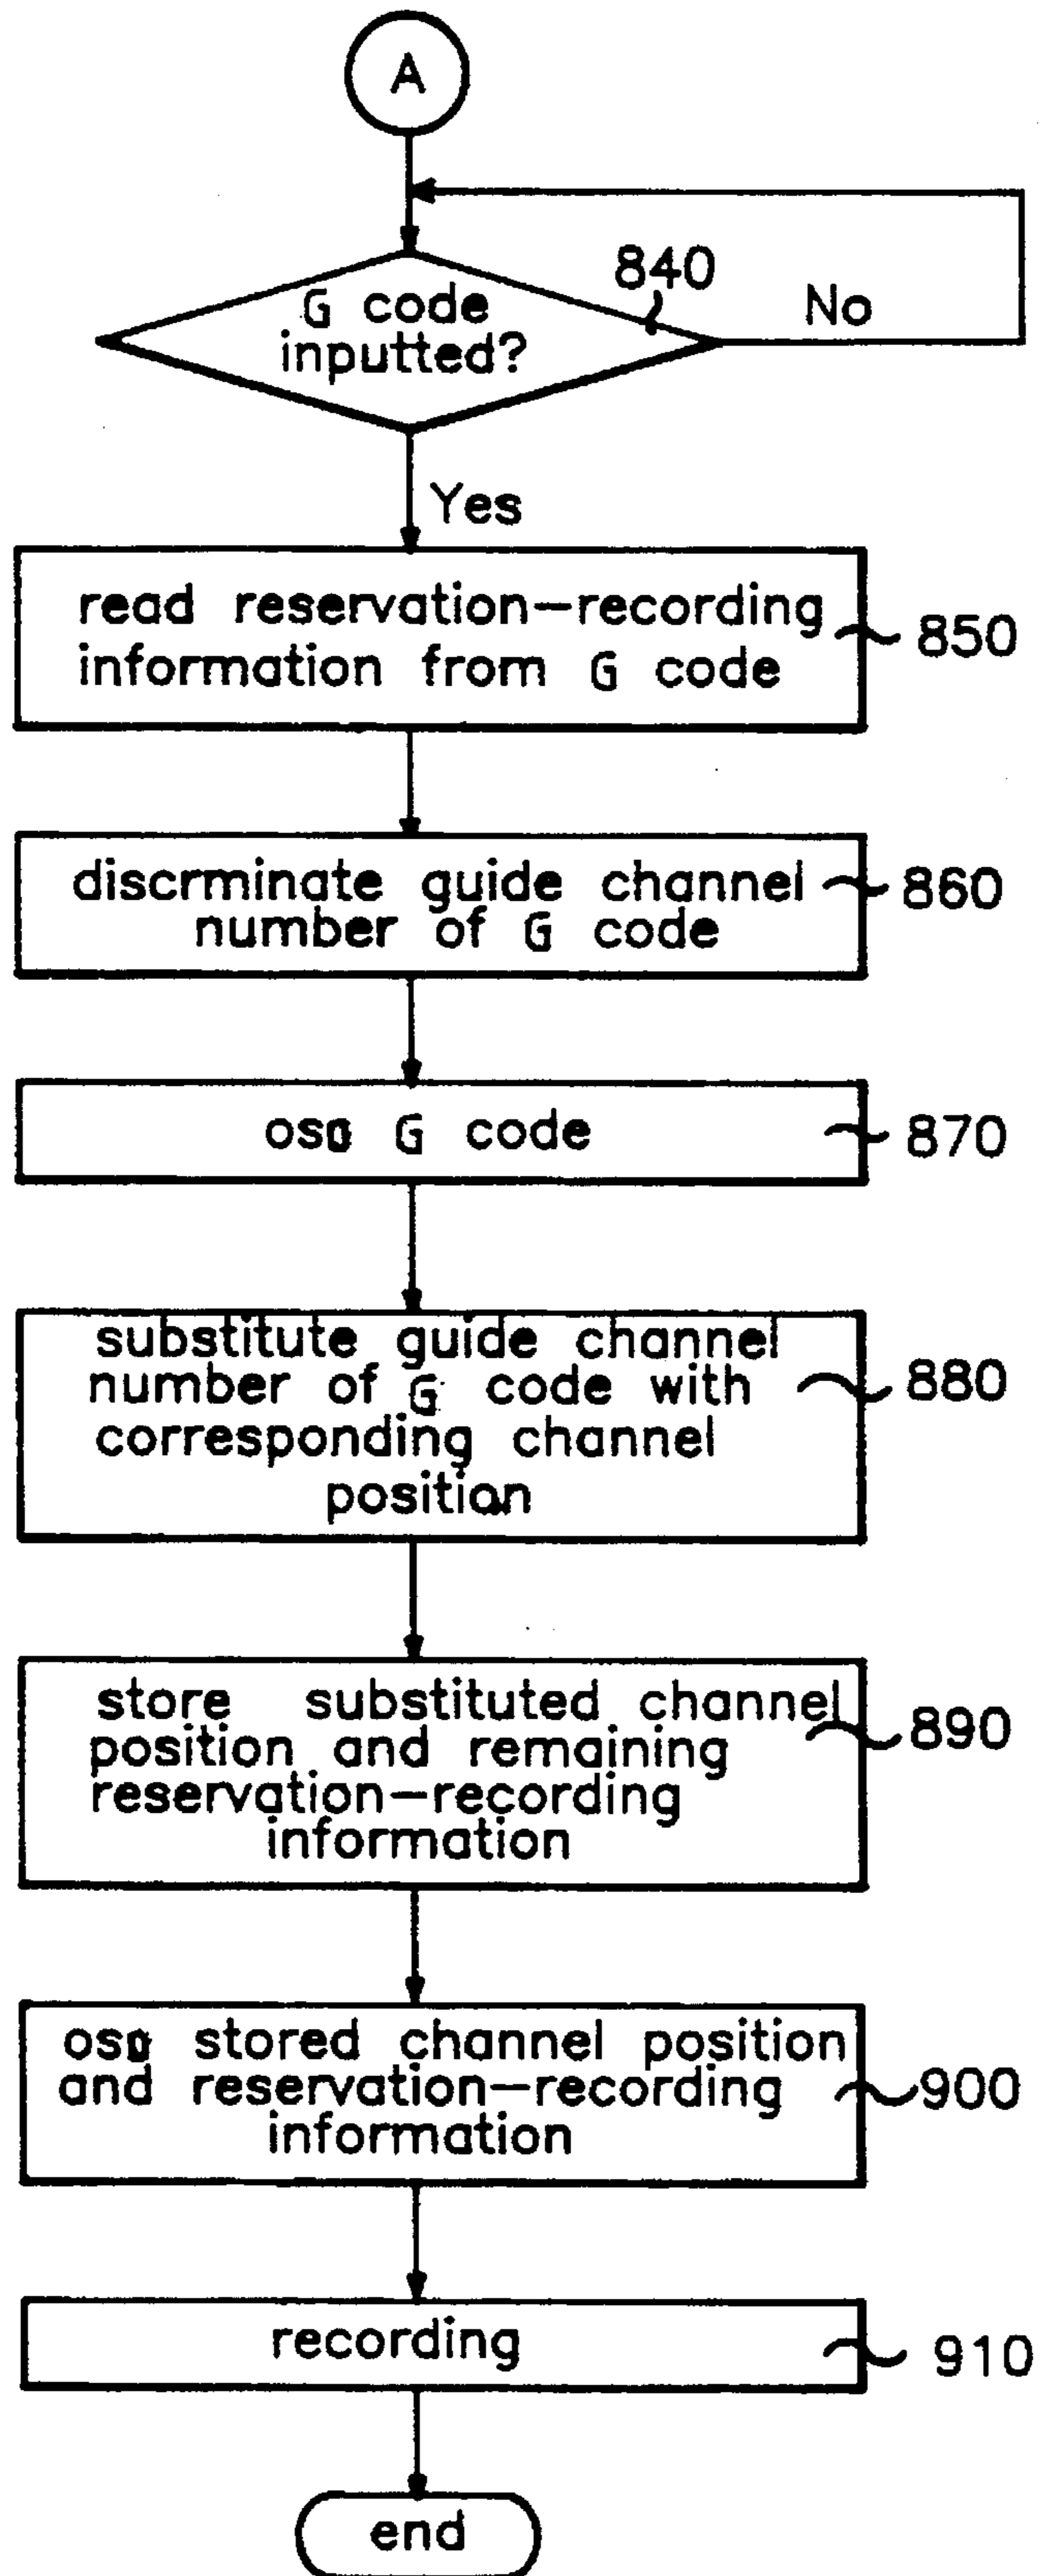 A
840
No
G code
inputted?
Yes
read reservation-recording
information from G code
850
discrminate guide channel
number of G code
860
osd G code
870
substitute guide channel
number of G code with
corresponding channel
position
880
store substituted channel
position and remaining
reservation-recording
information
890
osd stored channel position
and reservation-recording
information
900
recording
910
end